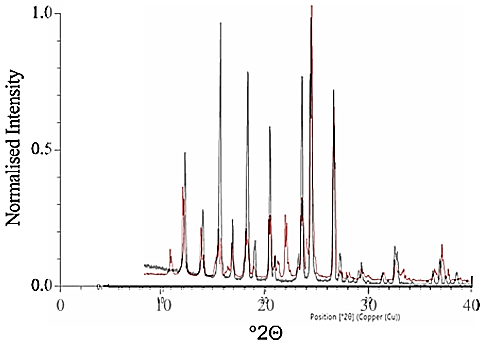 1.0
Normalised Intensity
0.5
0.0
0 10 20 30 40
Position [°2θ] (Copper (Cu))
°2Θ